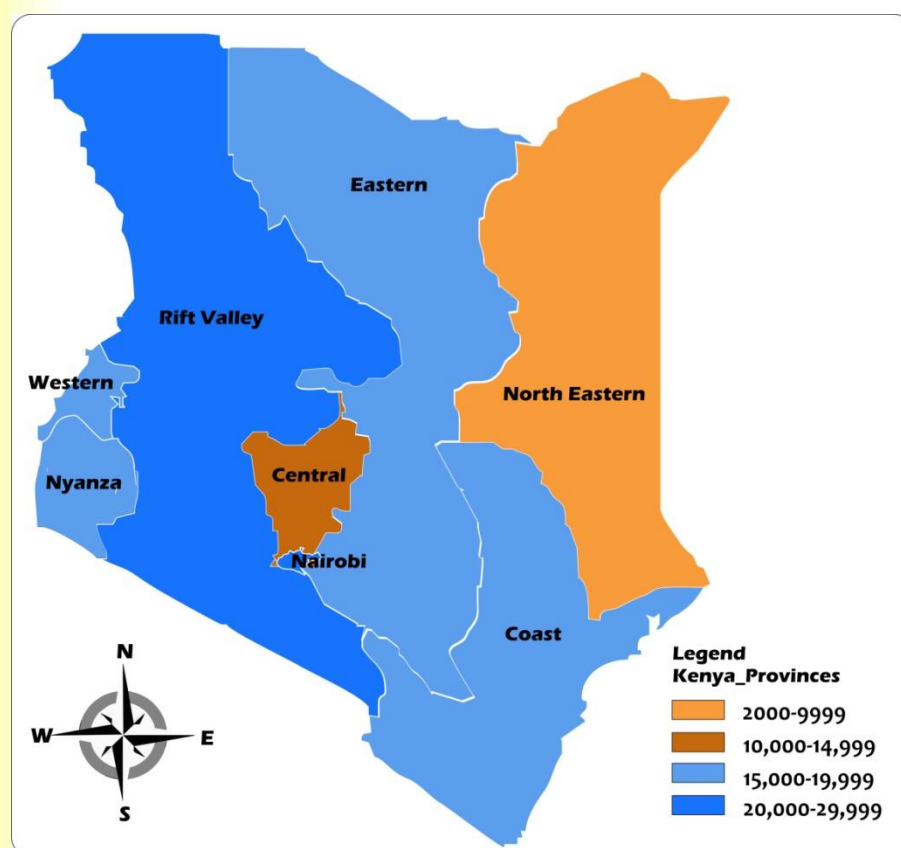 Eastern
Rift Valley
Western
North Eastern
Central
Nyanza
Nairobi
Coast
N
W
E
S
Legend
Kenya_Provinces
2000-9999
10,000-14,999
15,000-19,999
20,000-29,999